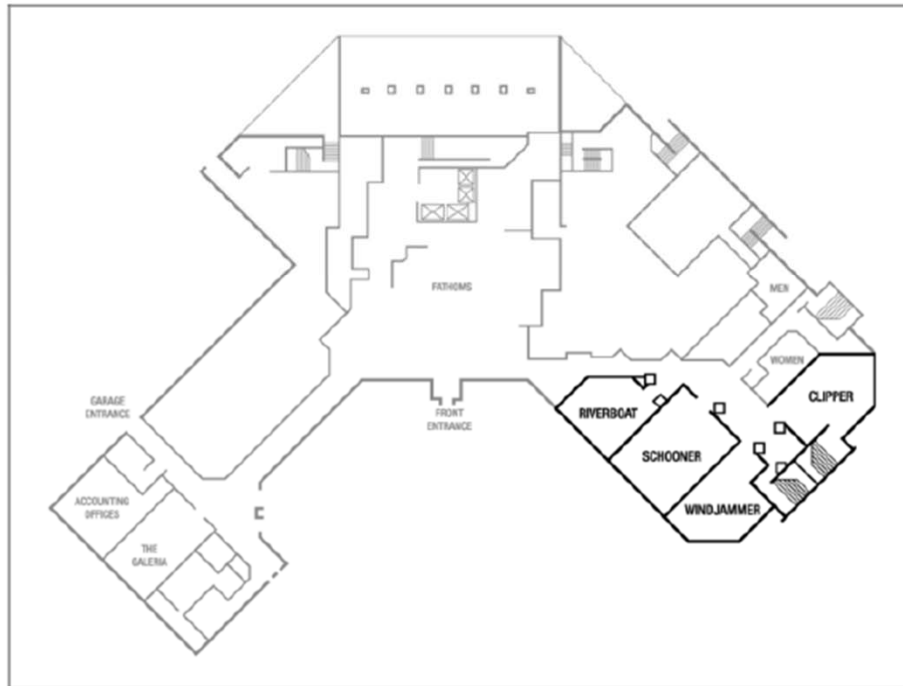 FATHOMS
MEN
WOMEN
CLIPPER
GARAGE
ENTRANCE
FRONT
ENTRANCE
RIVERBOAT
SCHOONER
WINDJAMMER
ACCOUNTING
OFFICES
THE
GALERIA